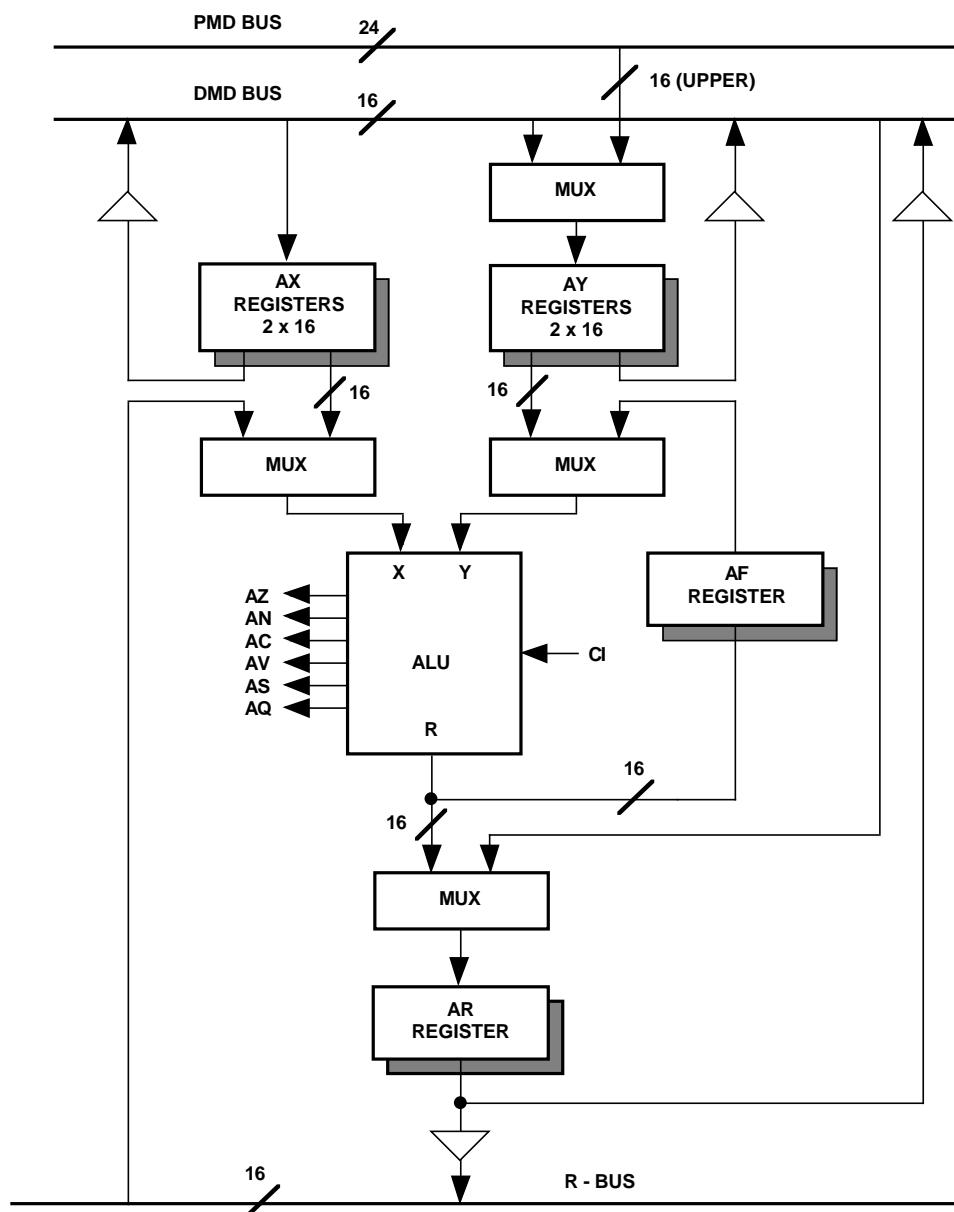 PMD BUS
24
16 (UPPER)
DMD BUS
16
MUX
AX
REGISTERS
2 x 16
AY
REGISTERS
2 x 16
16
16
MUX
MUX
X
Y
AF
REGISTER
AZ
AN
AC
AV
AS
AQ
ALU
CI
R
16
16
MUX
AR
REGISTER
16
R - BUS